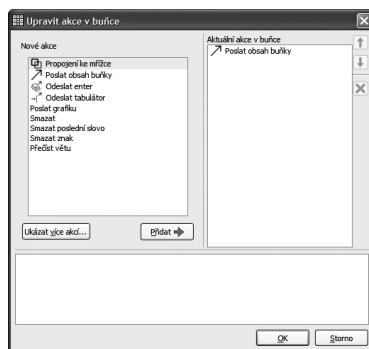 Upravit akce v buňce
Nové akce
Propojení ke mřížce
Poslat obsah buňky
Odeslat enter
Odeslat tabulátor
Poslat grafiku
Smazat
Smazat poslední slovo
Smazat znak
Přečíst větu
Ukázat více akcí...
Přidat
Aktuální akce v buňce
Poslat obsah buňky
OK
Storno